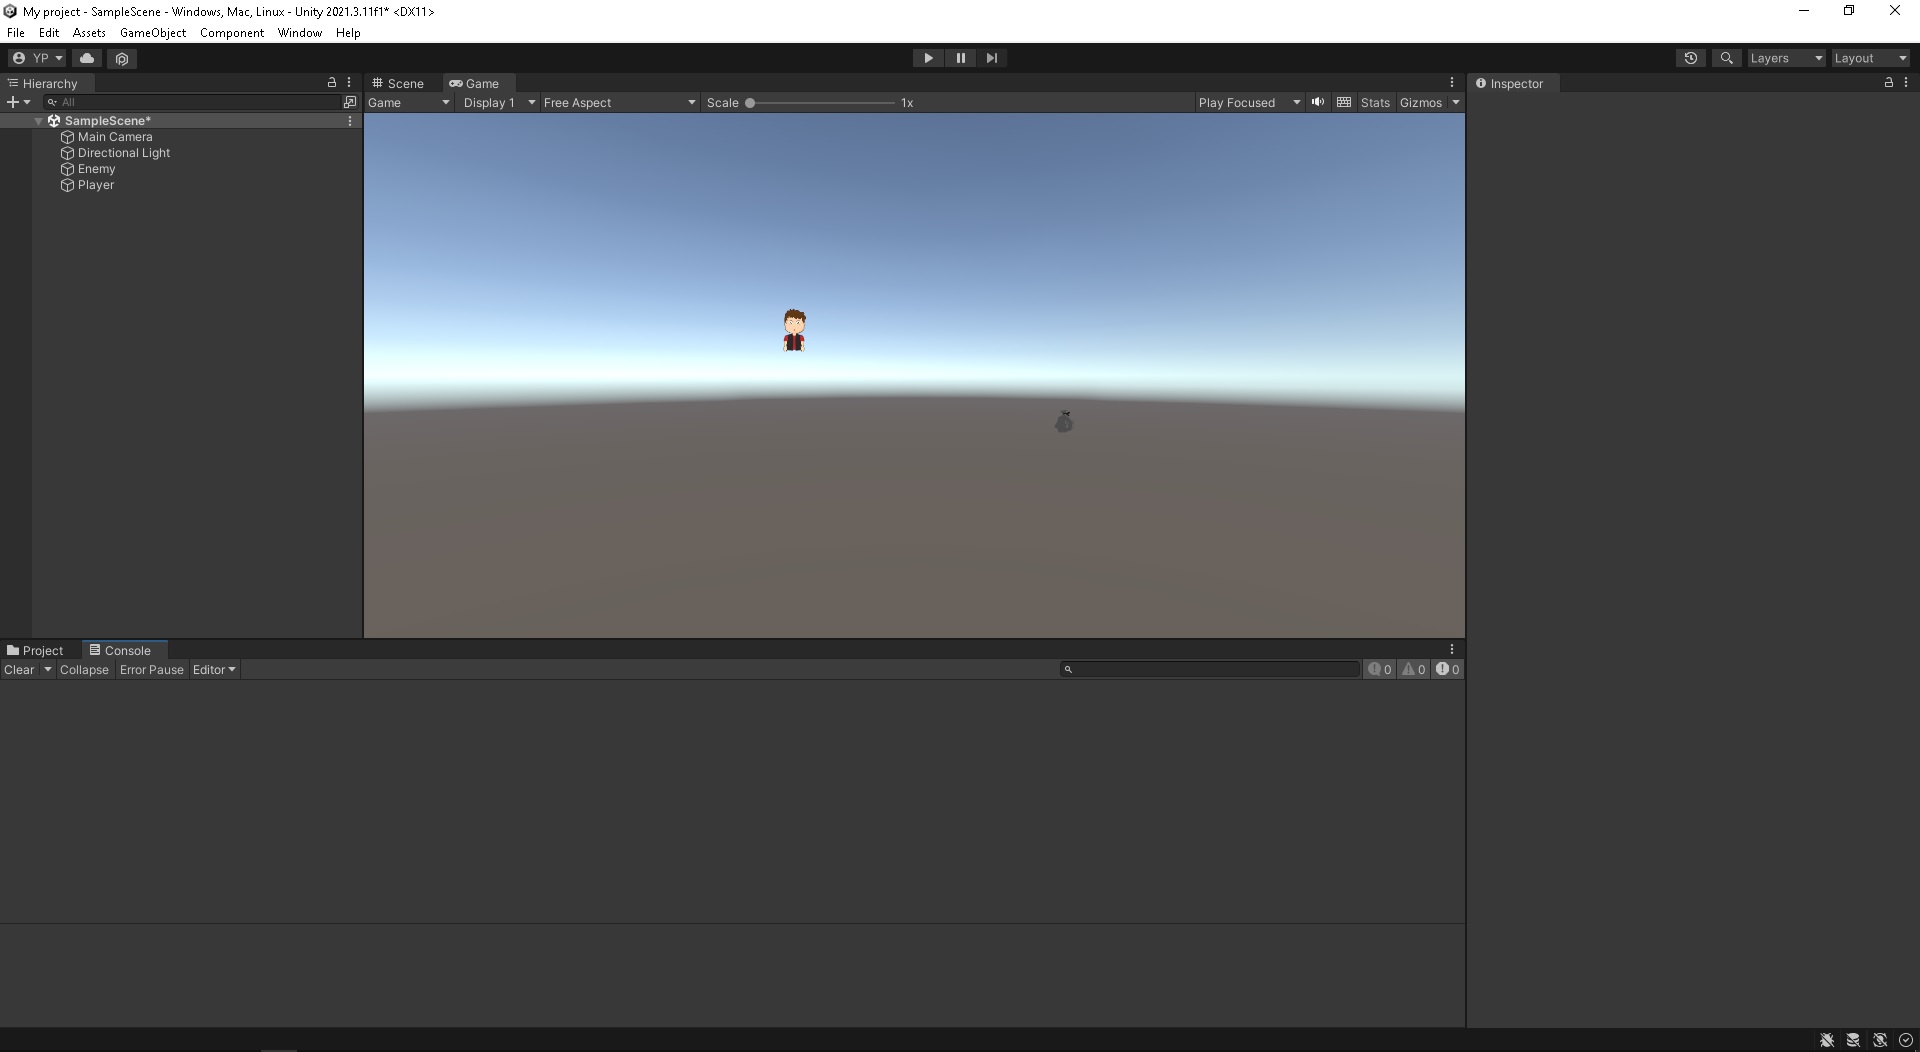 My project - SampleScene - Windows, Mac, Linux - Unity 2021.3.11f1* <DX11>
File Edit Assets GameObject Component Window Help
YP
Layers Layout
Hierarchy
All
SampleScene*
Main Camera
Directional Light
Enemy
Player
Scene Game
Game Display 1 Free Aspect Scale 1x Play Focused Stats Gizmos
Inspector
Project Console
Clear Collapse Error Pause Editor 0 0 0